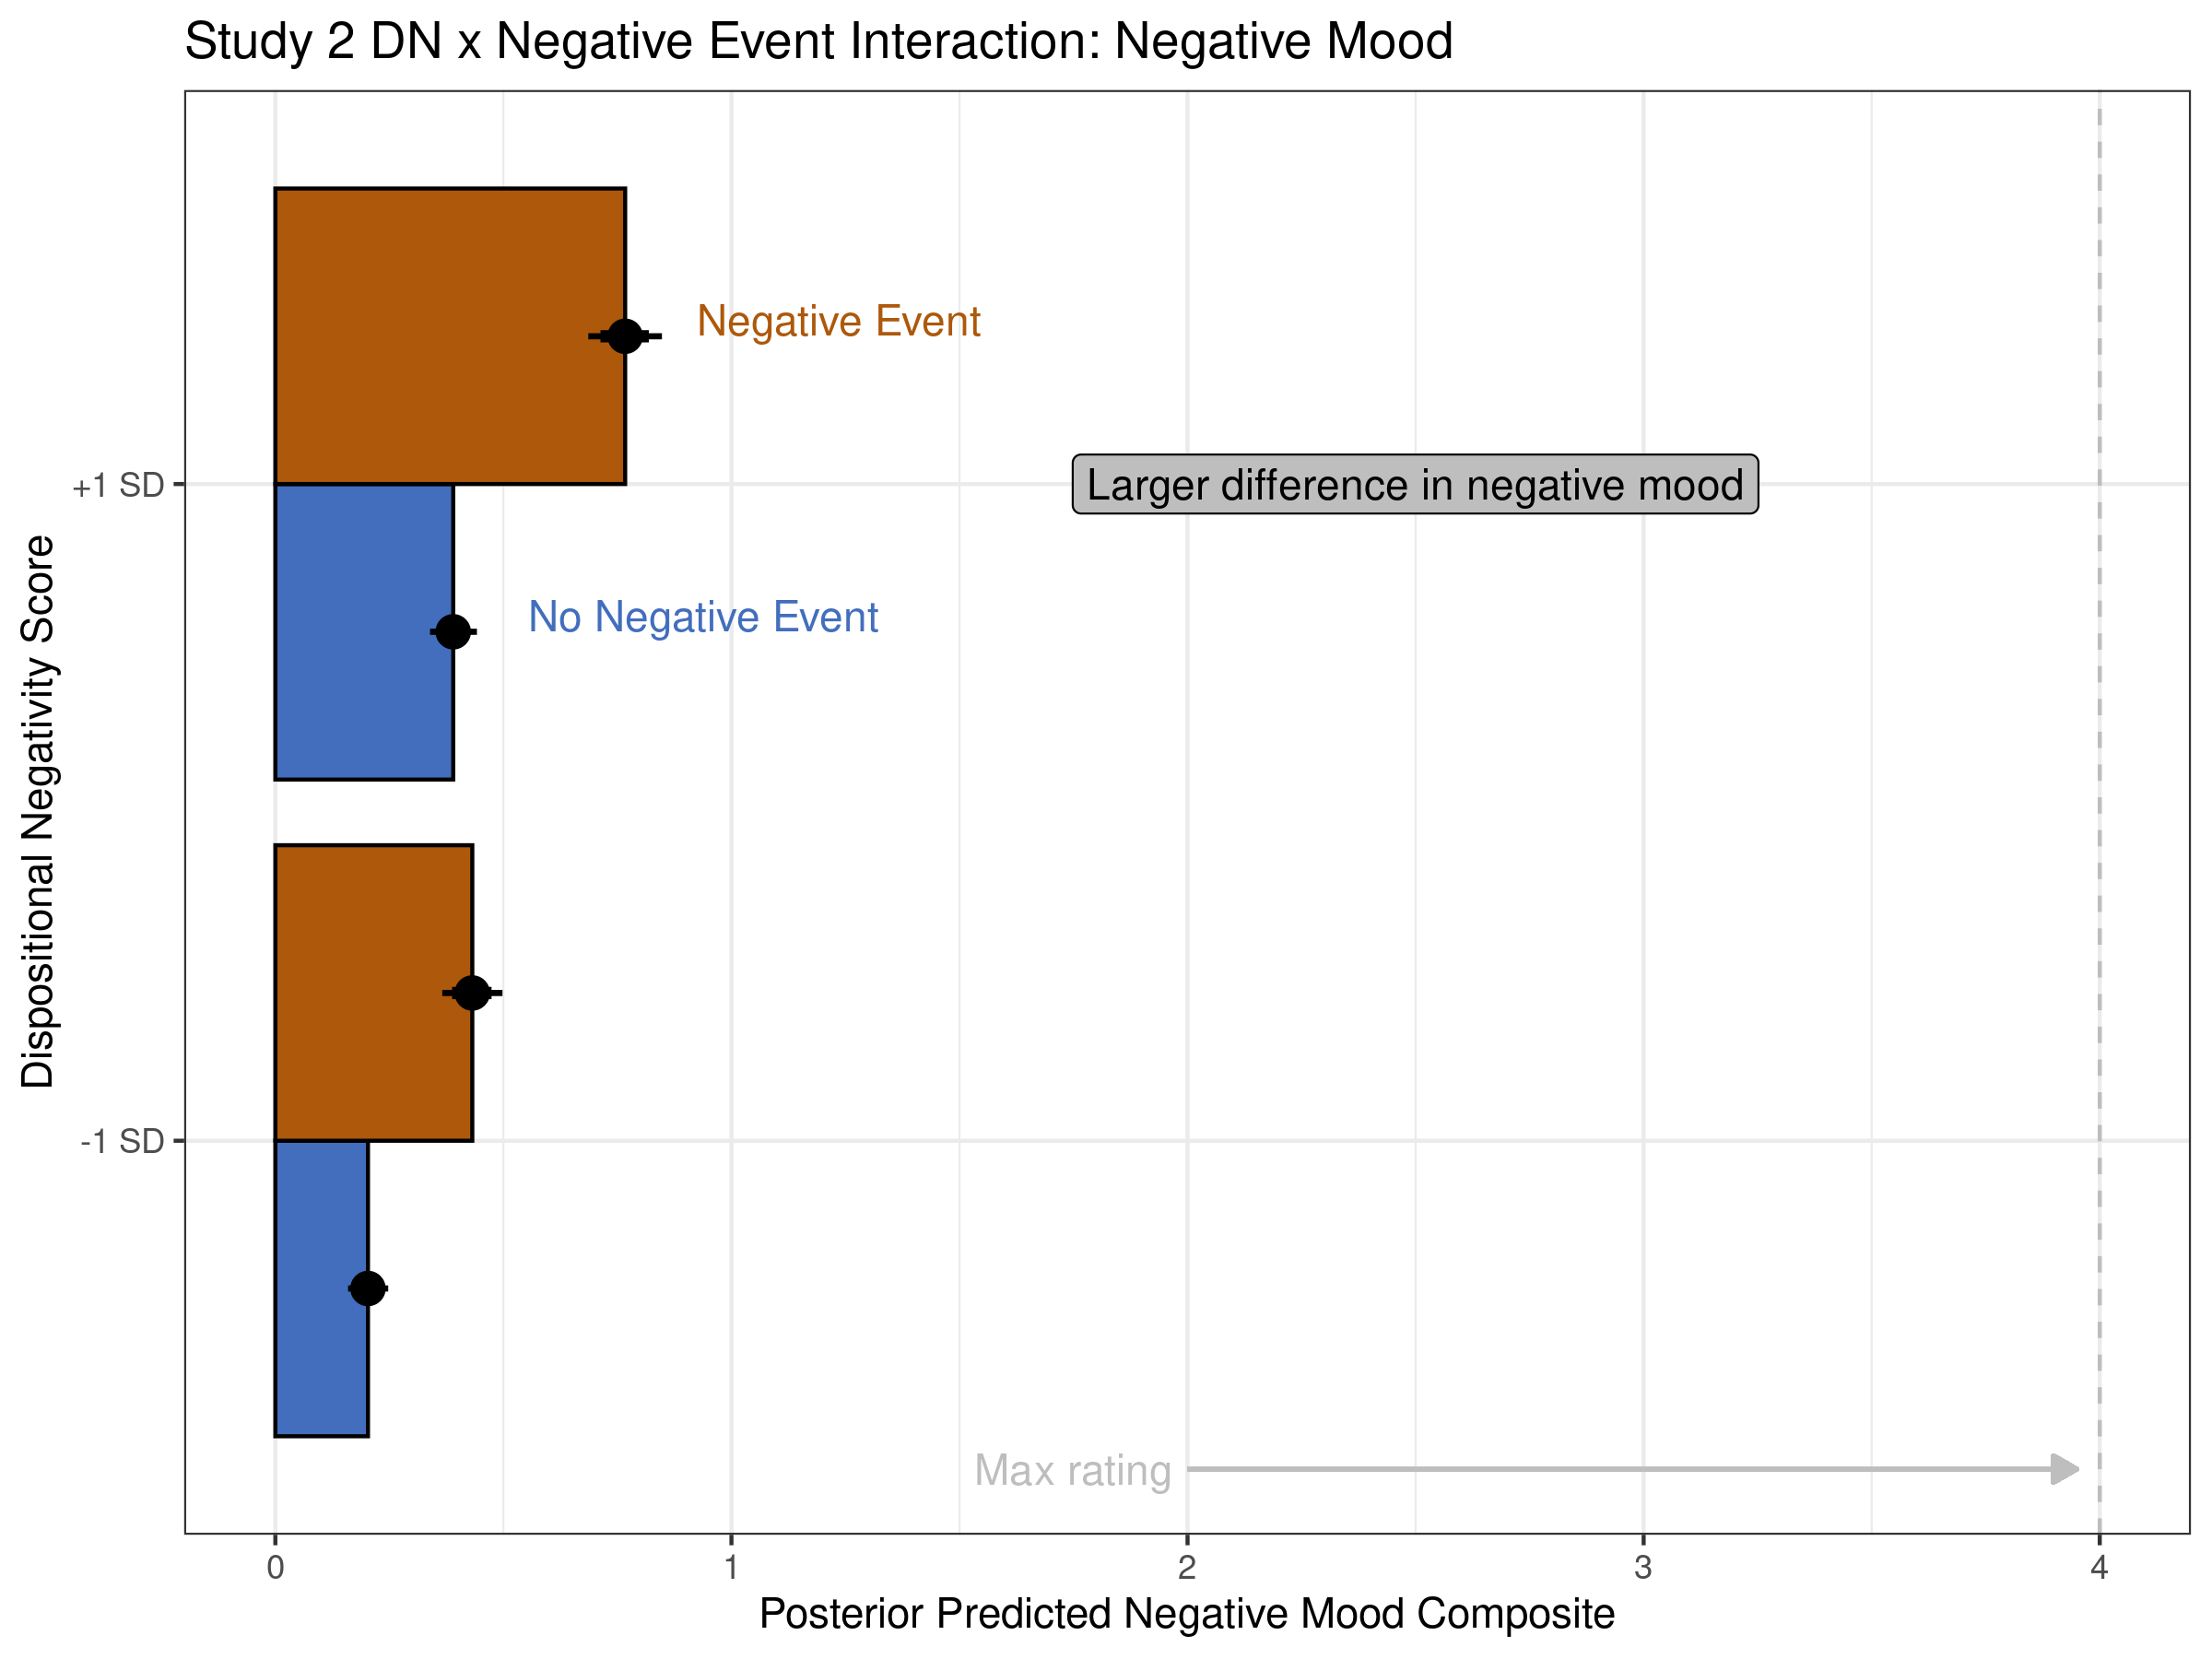 Study 2 DN x Negative Event Interaction: Negative Mood
Negative Event
+1 SD
Larger difference in negative mood
No Negative Event
Dispositional Negativity Score
-1 SD
Max rating
0 1 2 3 4
Posterior Predicted Negative Mood Composite